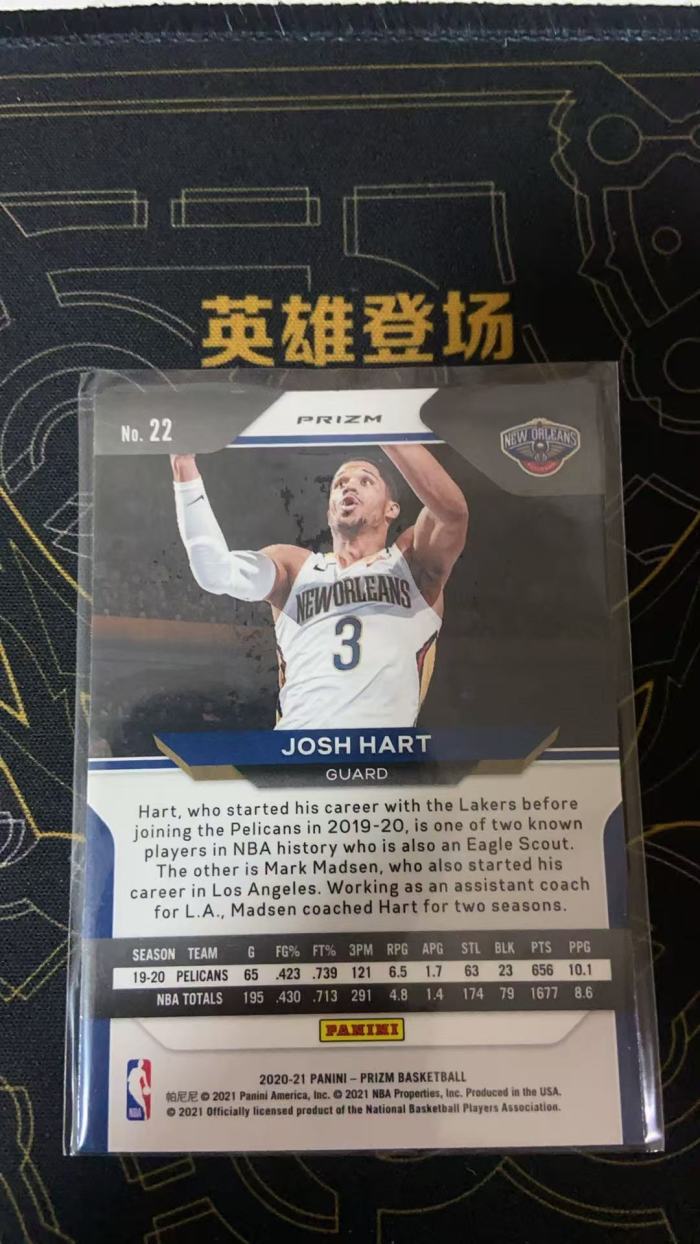 英雄登场
No. 22
PRIZM
NEW ORLEANS
NEW ORLEANS
3
JOSH HART
GUARD
Hart, who started his career with the Lakers before
joining the Pelicans in 2019-20, is one of two known
players in NBA history who is also an Eagle Scout.
The other is Mark Madsen, who also started his
career in Los Angeles. Working as an assistant coach
for L.A., Madsen coached Hart for two seasons.
SEASON TEAM G FG% FT% 3PM RPG APG STL BLK PTS PPG
19-20 PELICANS 65 .423 .739 121 6.5 1.7 63 23 656 10.1
NBA TOTALS 195 .430 .713 291 4.8 1.4 174 79 1677 8.6
PANINI
2020-21 PANINI – PRIZM BASKETBALL
帕尼尼 © 2021 Panini America, Inc. © 2021 NBA Properties, Inc. Produced in the USA.
© 2021 Officially licensed product of the National Basketball Players Association.
NBA